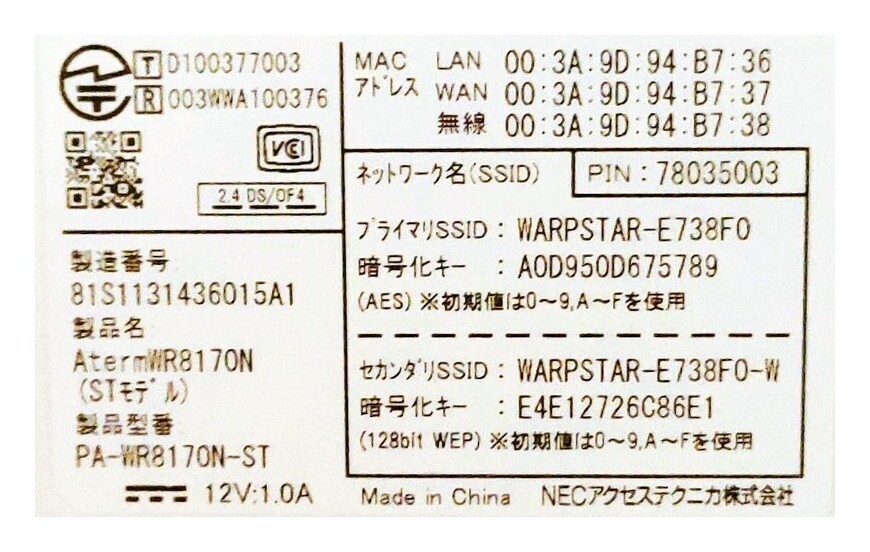 T D100377003
R 003WWA100376
VCI
2.4 DS/OF4
製造番号
81S1131436015A1
製品名
AtermWR8170N
(STモデル)
製品型番
PA-WR8170N-ST
12V:1.0A
MAC アドレス LAN 00:3A:9D:94:B7:36
WAN 00:3A:9D:94:B7:37
無線 00:3A:9D:94:B7:38
ネットワーク名(SSID) PIN:78035003
プライマリSSID:WARPSTAR-E738F0
暗号化キー :A0D950D675789
(AES) ※初期値は0~9,A~Fを使用
セカンダリSSID:WARPSTAR-E738F0-W
暗号化キー :E4E12726C86E1
(128bit WEP) ※初期値は0~9,A~Fを使用
Made in China NECアクセステクニカ株式会社